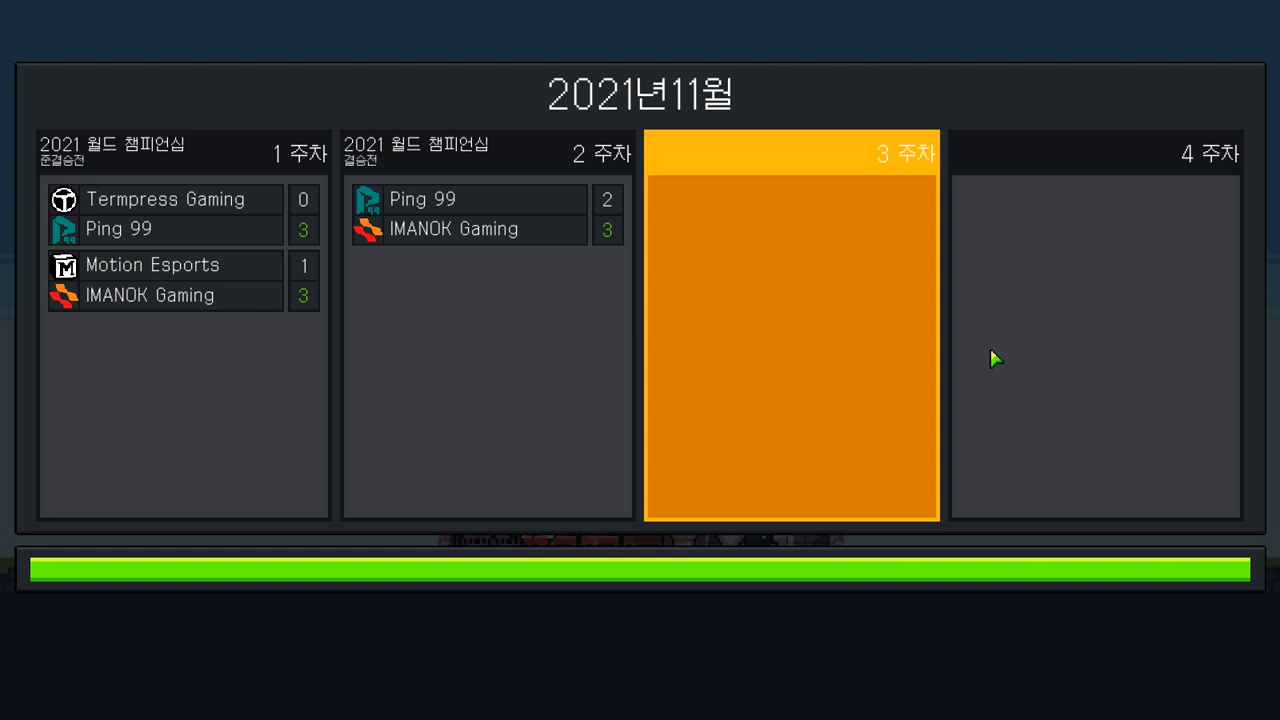 2021년11월
2021 월드 챔피언십
준결승전
1 주차
Termpress Gaming 0
Ping 99 3
Motion Esports 1
IMANOK Gaming 3
2021 월드 챔피언십
결승전
2 주차
Ping 99 2
IMANOK Gaming 3
3 주차
4 주차